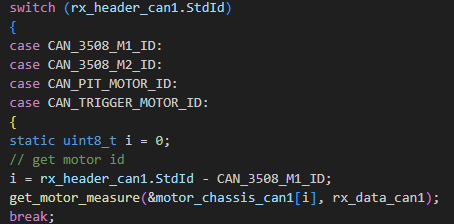 switch (rx_header_can1.StdId)
{
case CAN_3508_M1_ID:
case CAN_3508_M2_ID:
case CAN_PIT_MOTOR_ID:
case CAN_TRIGGER_MOTOR_ID:
{
static uint8_t i = 0;
// get motor id
i = rx_header_can1.StdId - CAN_3508_M1_ID;
get_motor_measure(&motor_chassis_can1[i], rx_data_can1);
break;